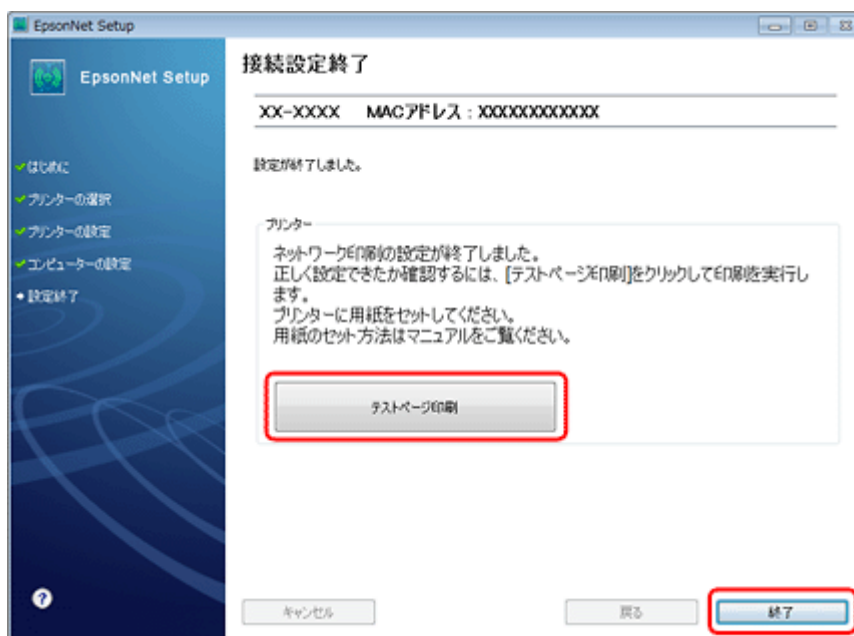 EpsonNet Setup
EpsonNet Setup
はじめに
プリンターの選択
プリンターの設定
コンピューターの設定
設定終了
接続設定終了
XX-XXXX MACアドレス：XXXXXXXXXXXX
設定が終了しました。
プリンター
ネットワーク印刷の設定が終了しました。
正しく設定できたか確認するには、[テストページ印刷]をクリックして印刷を実行し
ます。
プリンターに用紙をセットしてください。
用紙のセット方法はマニュアルをご覧ください。
テストページ印刷
?
キャンセル
戻る
終了